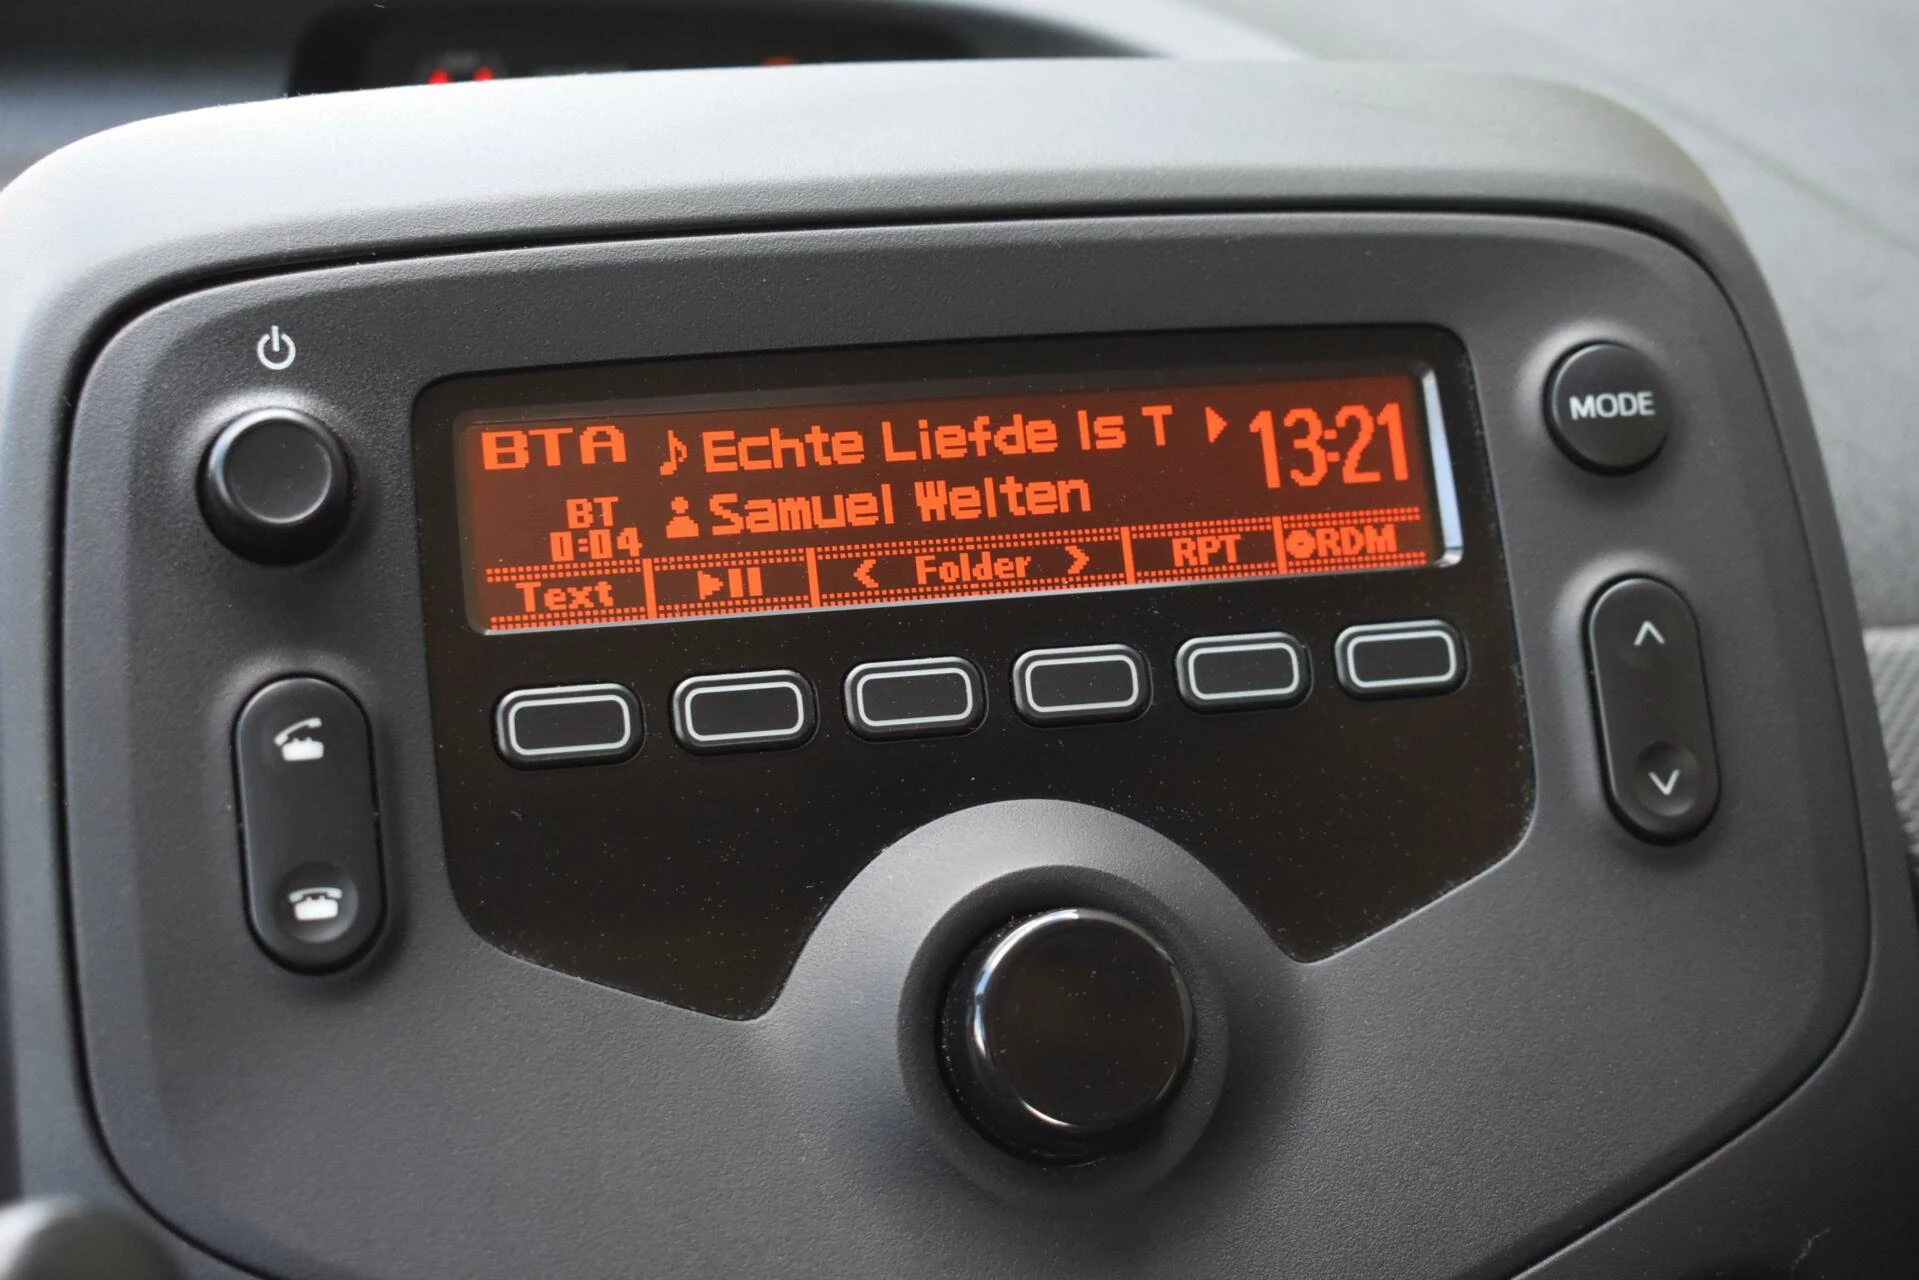 BTA Echte Liefde Is T 13:21
BT Samuel Welten
0:04
Text < Folder > RPT RDM
MODE